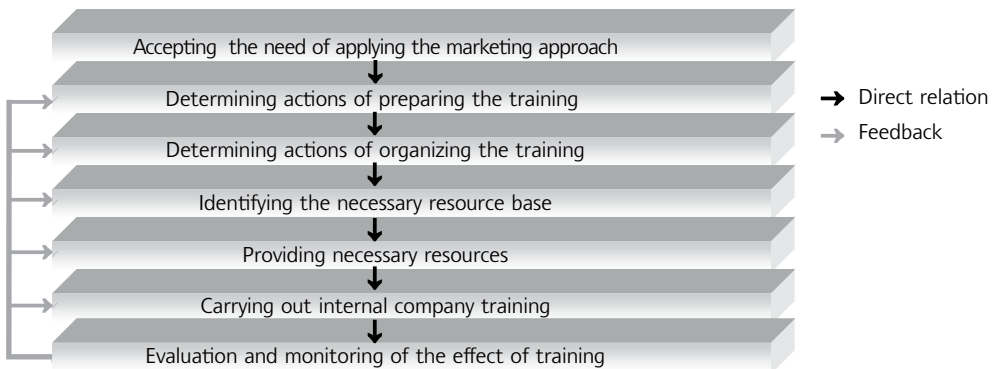 Accepting the need of applying the marketing approach
Determining actions of preparing the training
Determining actions of organizing the training
Identifying the necessary resource base
Providing necessary resources
Carrying out internal company training
Evaluation and monitoring of the effect of training
Direct relation
Feedback